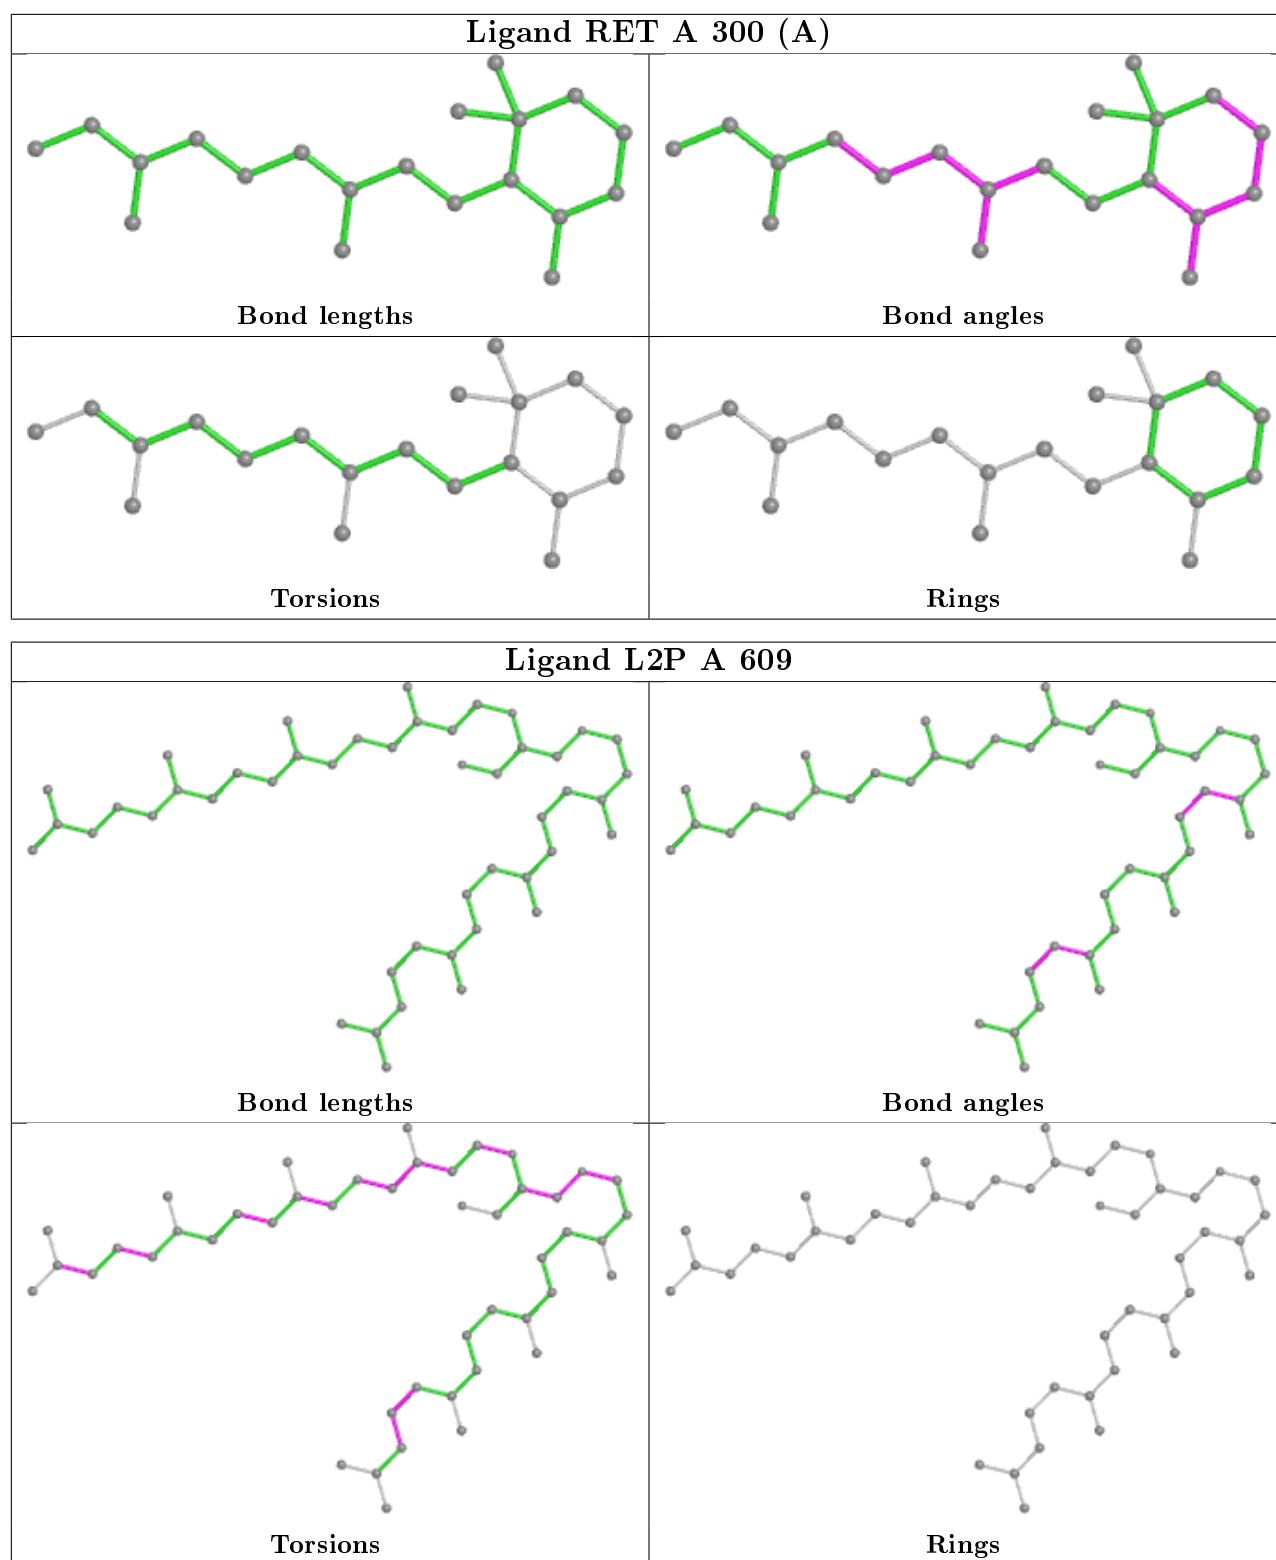 Ligand RET A 300 (A)
Bond lengths
Bond angles
Torsions
Rings
Ligand L2P A 609
Bond lengths
Bond angles
Torsions
Rings